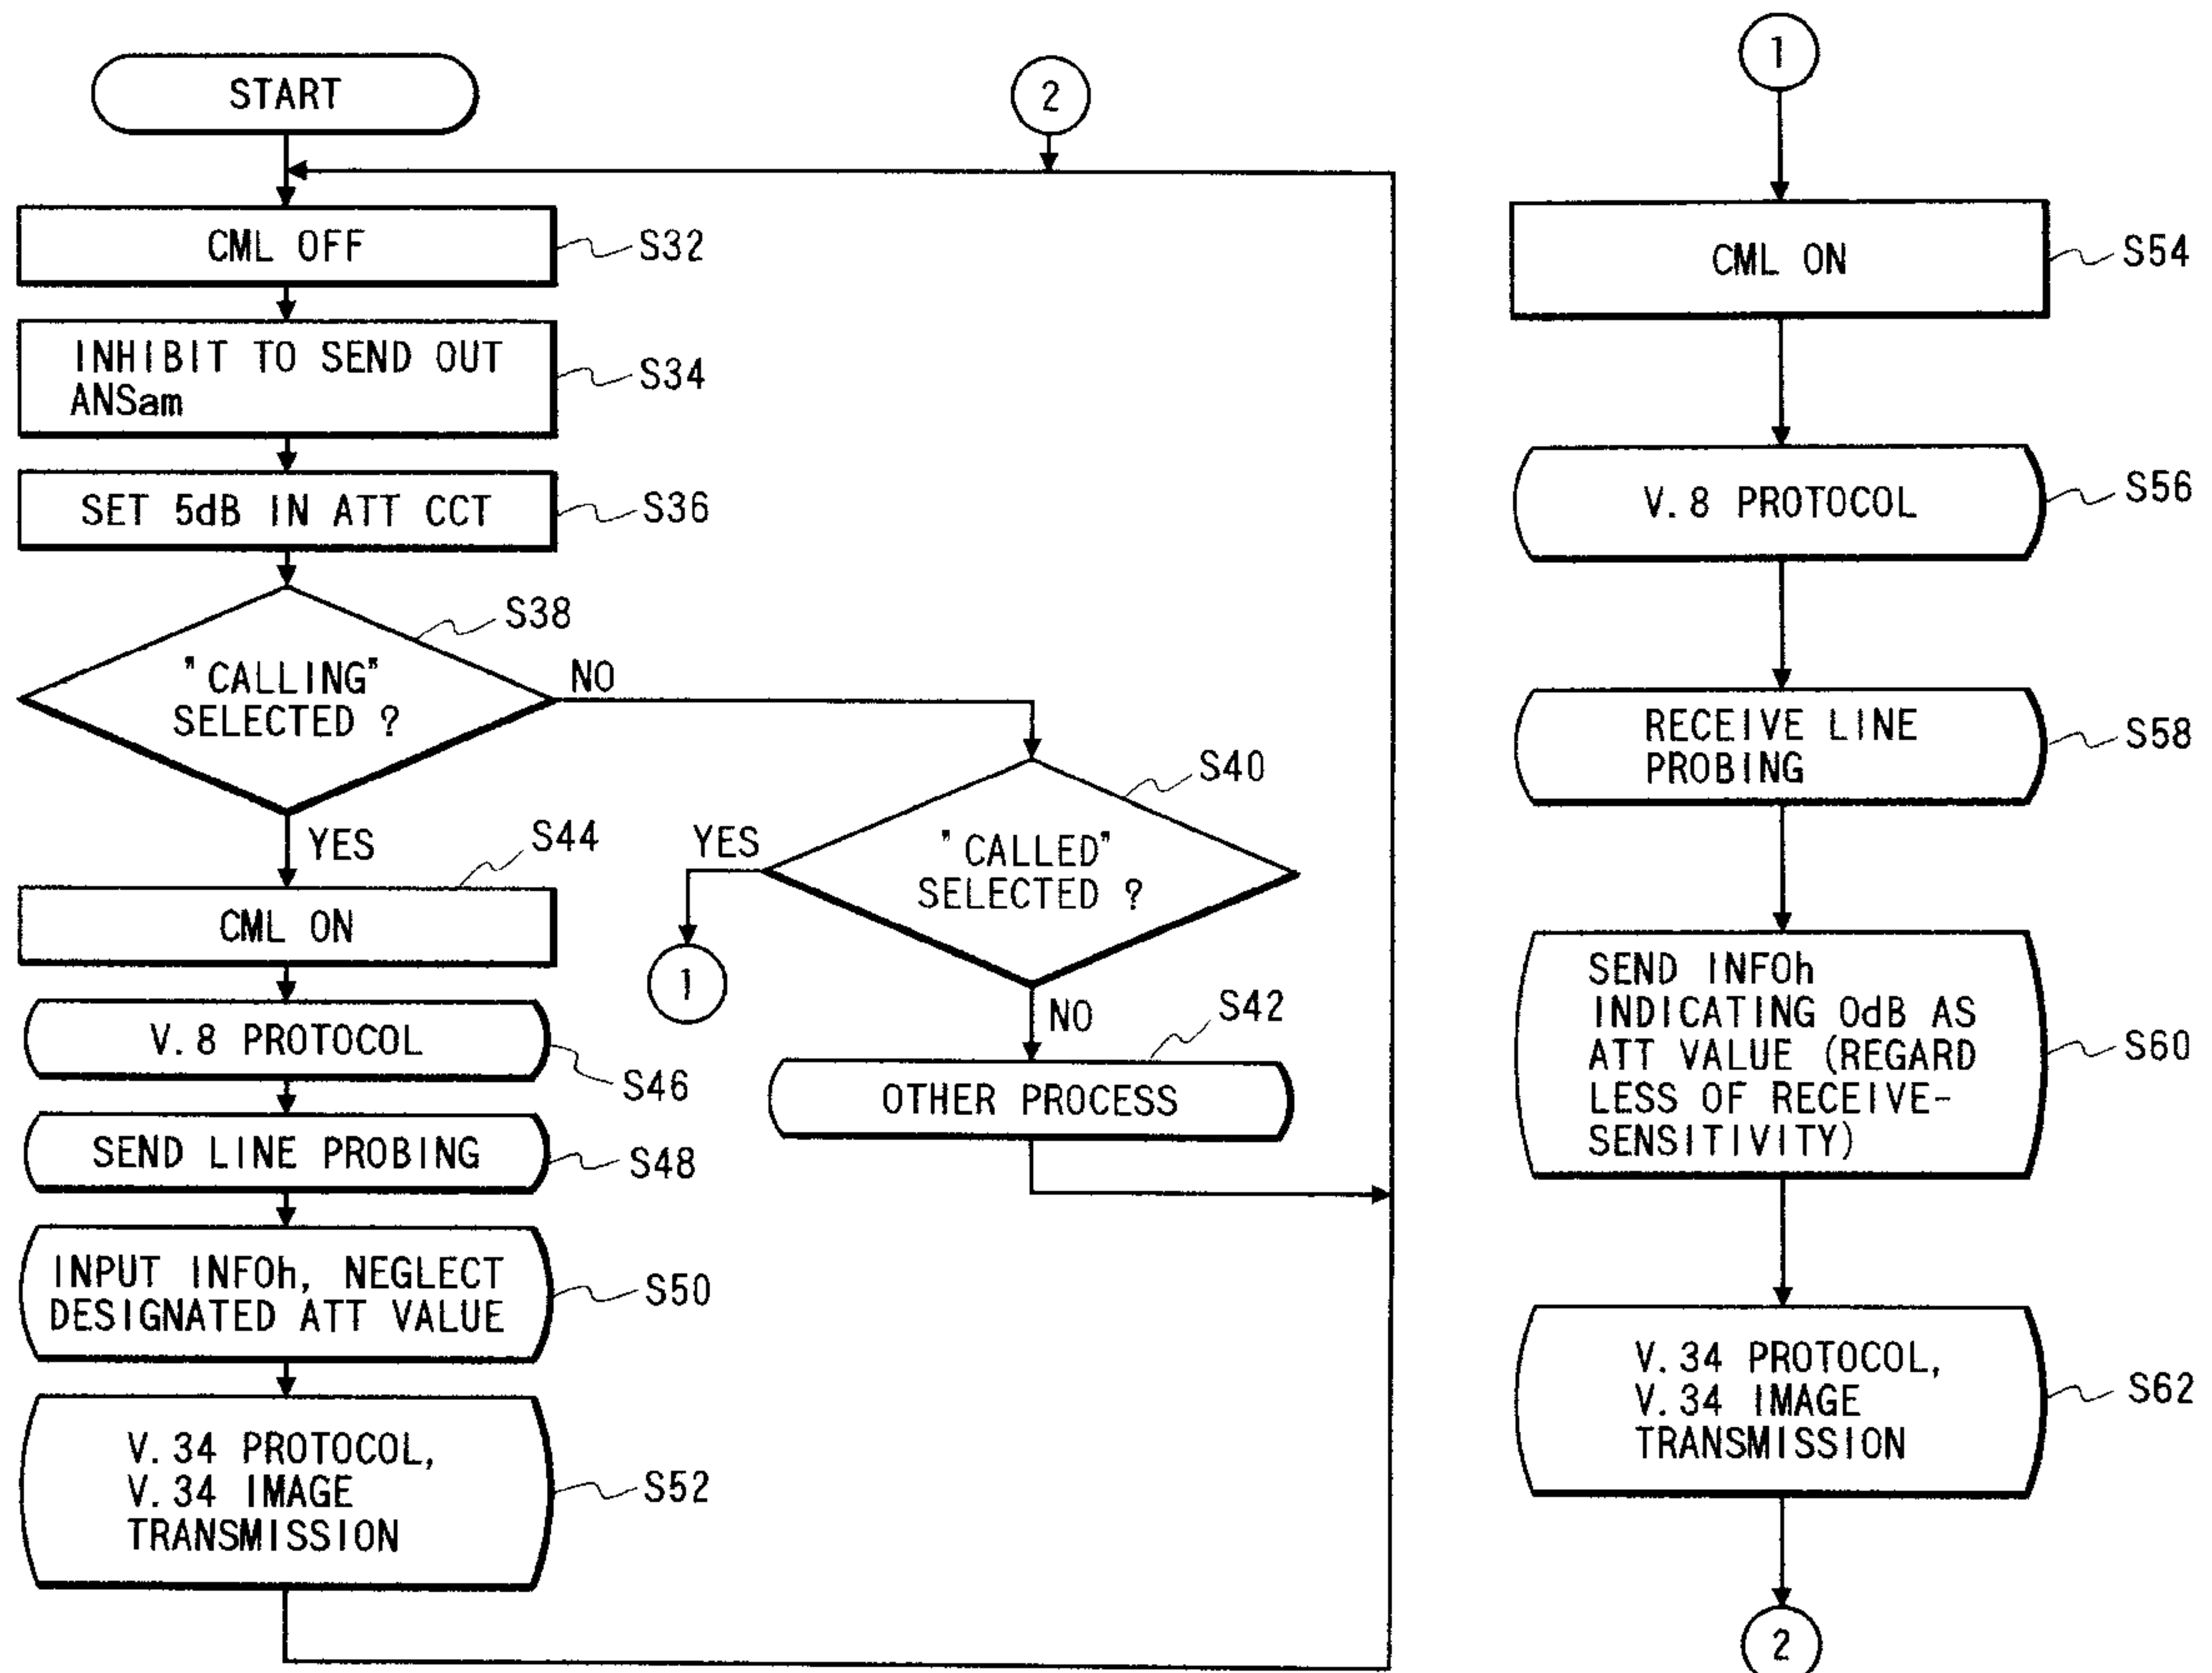 START
CML OFF
S32
INHIBIT TO SEND OUT
ANSam
S34
SET 5dB IN ATT CCT
S36
"CALLING"
SELECTED ?
S38
NO
YES
CML ON
S44
V.8 PROTOCOL
S46
SEND LINE PROBING
S48
INPUT INFOh, NEGLECT
DESIGNATED ATT VALUE
S50
V.34 PROTOCOL,
V.34 IMAGE
TRANSMISSION
S52
2
"CALLED"
SELECTED ?
S40
YES
1
NO
OTHER PROCESS
S42
1
CML ON
S54
V.8 PROTOCOL
S56
RECEIVE LINE
PROBING
S58
SEND INFOh
INDICATING 0dB AS
ATT VALUE (REGARD
LESS OF RECEIVE-
SENSITIVITY)
S60
V.34 PROTOCOL,
V.34 IMAGE
TRANSMISSION
S62
2